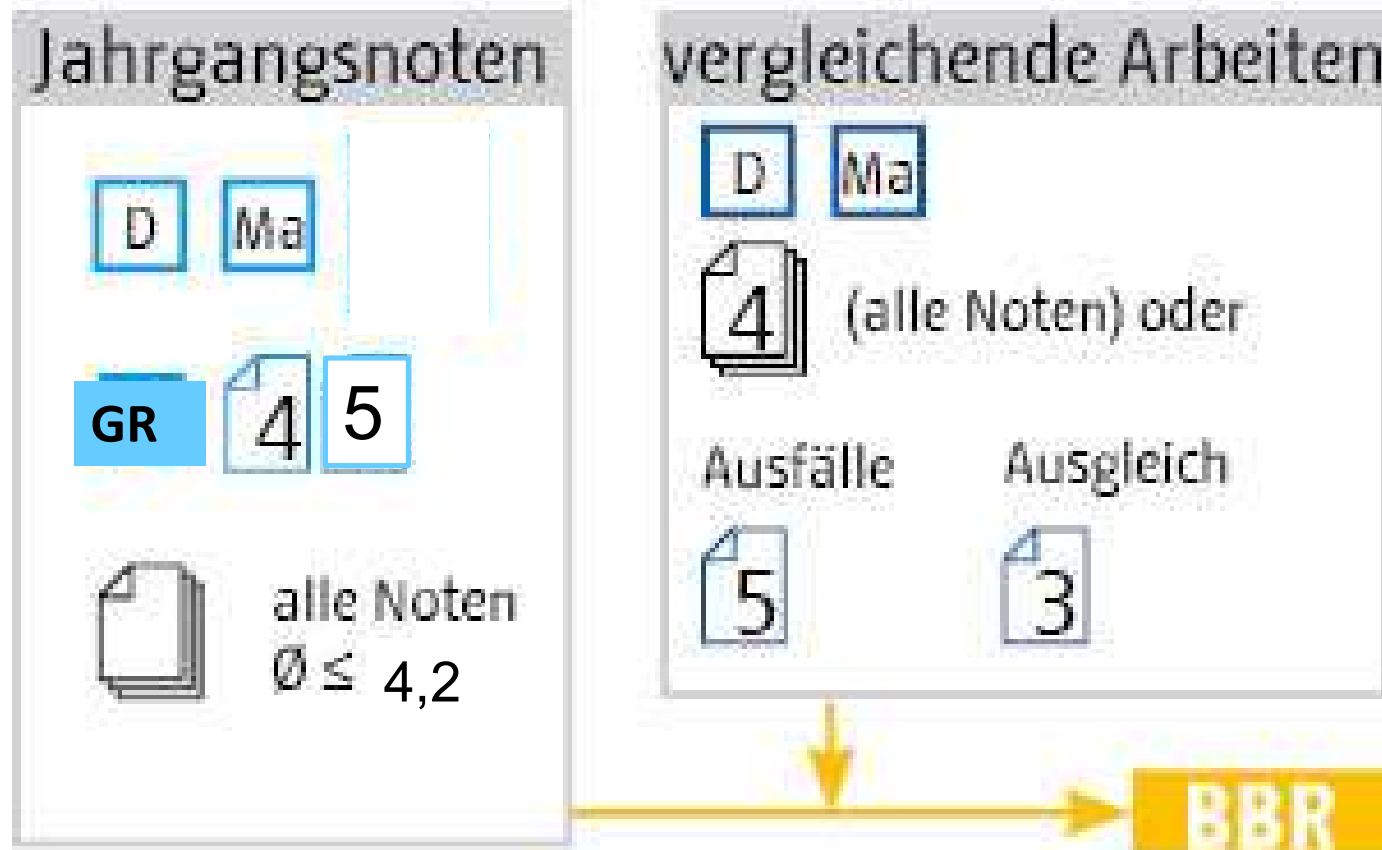 Jahrgangsnoten
D Ma
GR 4 5
alle Noten
Ø ≤ 4,2
vergleichende Arbeiten
D Ma
4 (alle Noten) oder
Ausfälle Ausgleich
5 3
BBR